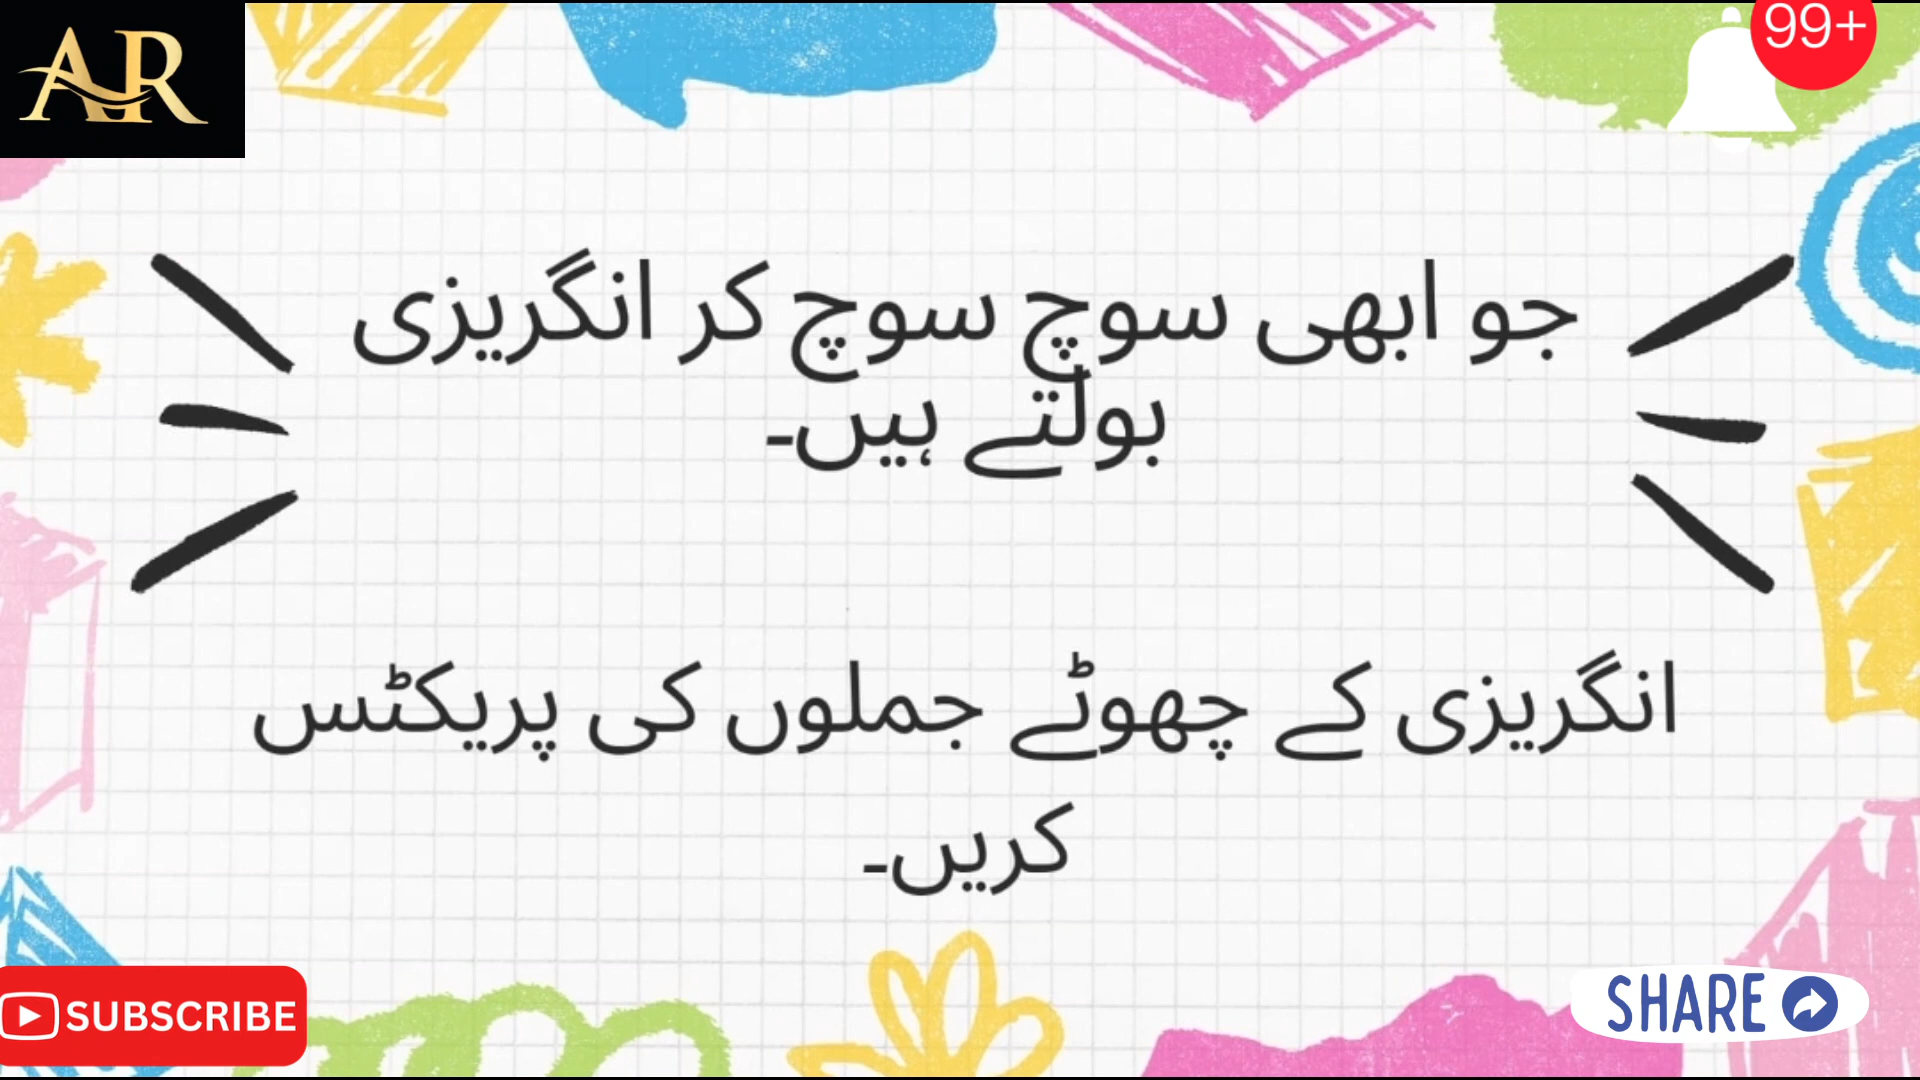 AR
99+
جو ابھی سوچ سوچ کر انگریزی
بولتے ہیں۔
انگریزی کے چھوٹے جملوں کی پریکٹس
کریں۔
SUBSCRIBE
SHARE